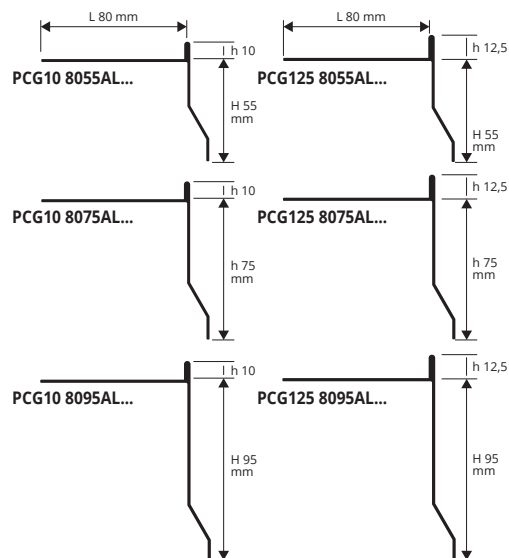 L 80 mm
L 80 mm
h 10
h 12,5
PCG10 8055AL...
PCG125 8055AL...
H 55
mm
H 55
mm
h 10
h 12,5
PCG10 8075AL...
PCG125 8075AL...
h 75
mm
h 75
mm
h 10
h 12,5
PCG10 8095AL...
PCG125 8095AL...
H 95
mm
H 95
mm